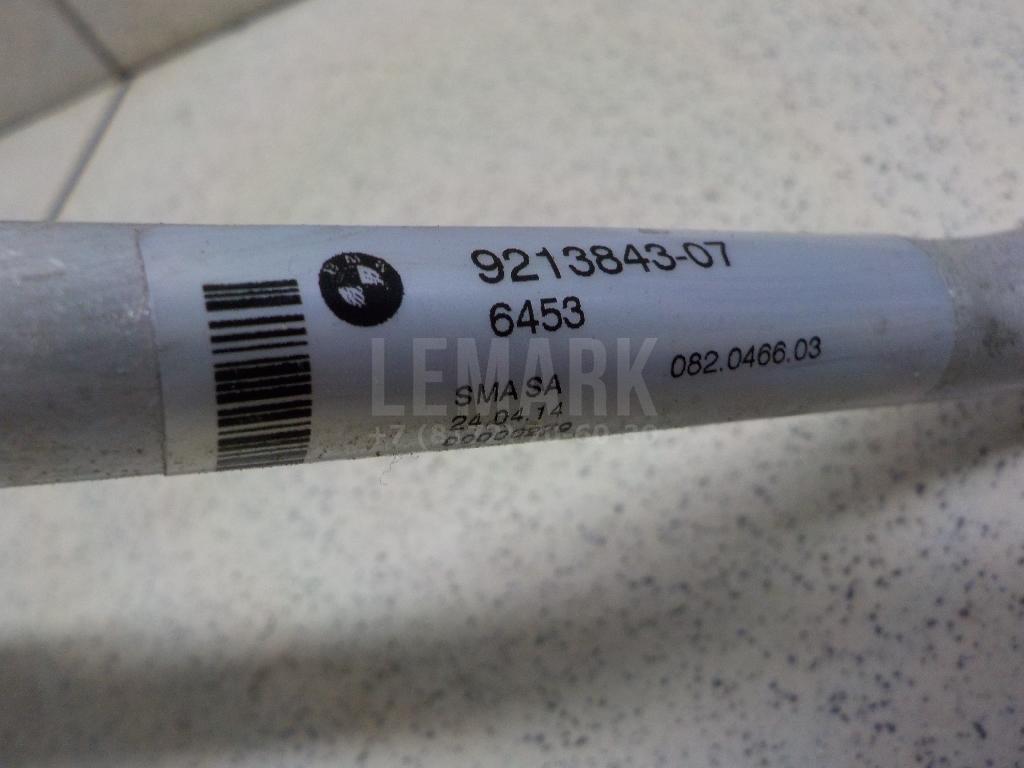 BMW
9213843-07
6453
082.0466.03
LEMARK
SMA SA
24.04.14